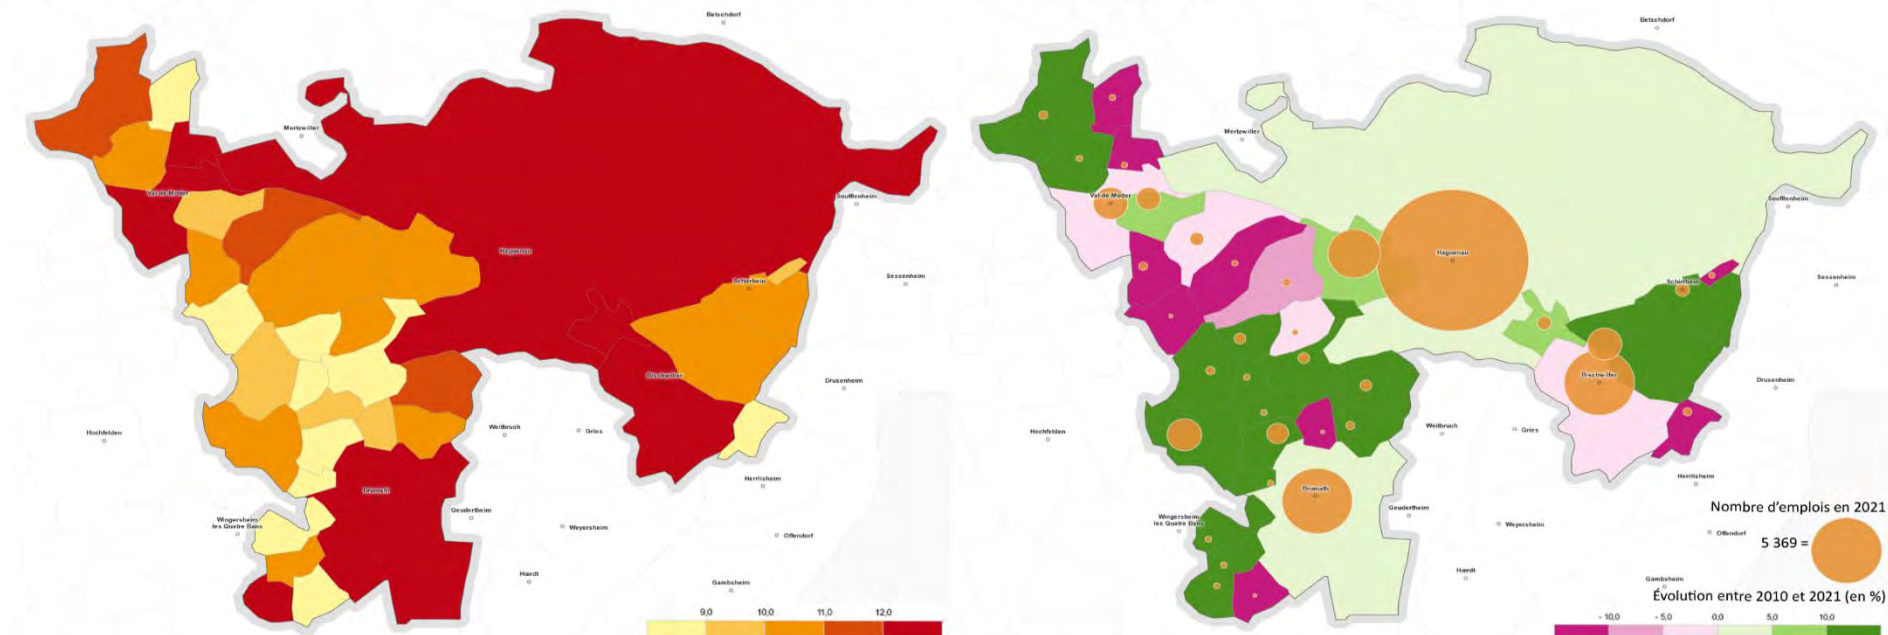 Betschdorf
Mertzwiller
Val de Moder
Soufflenheim
Haguenau
Sessenheim
Schirrhein
Bischwiller
Drusenheim
Hochfelden
Weitbruch
Gries
Herrlisheim
Brumath
Geudertheim
Wingersheim
les Quatre Bans
Weyersheim
Offendorf
Hœrdt
Gambsheim
9,0 10,0 11,0 12,0
Betschdorf
Mertzwiller
Val de Moder
Soufflenheim
Haguenau
Sessenheim
Schirrhein
Bischwiller
Drusenheim
Hochfelden
Weitbruch
Gries
Herrlisheim
Brumath
Geudertheim
Wingersheim
les Quatre Bans
Weyersheim
Offendorf
Hœrdt
Gambsheim
Nombre d'emplois en 2021
5 369 =
Évolution entre 2010 et 2021 (en %)
- 10,0 - 5,0 0,0 5,0 10,0